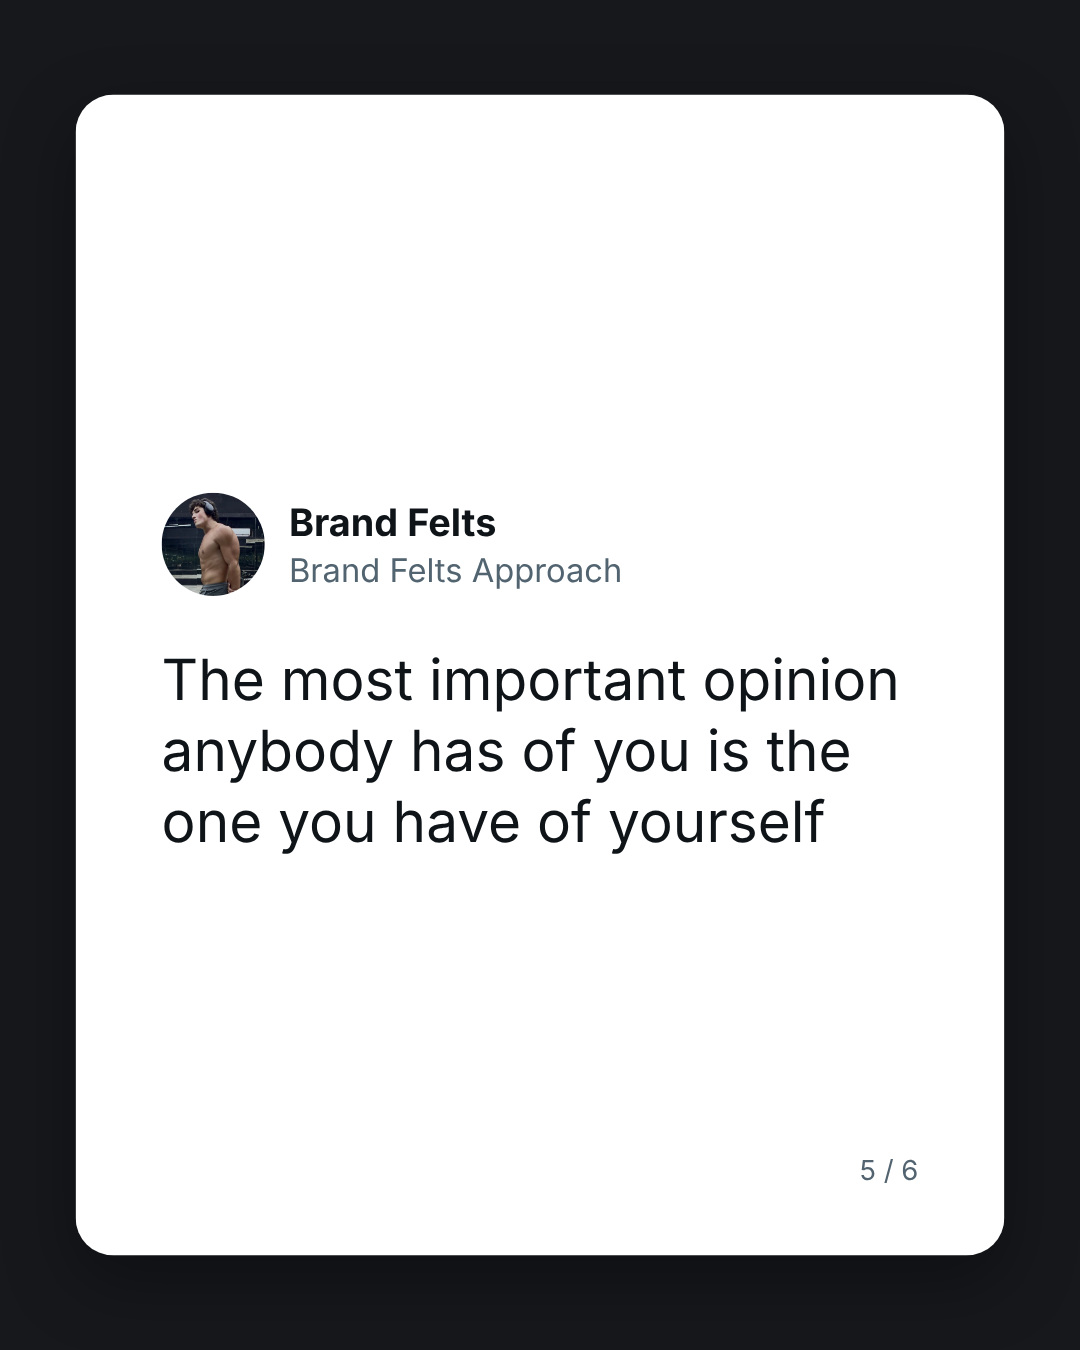 Brand Felts
Brand Felts Approach
The most important opinion
anybody has of you is the
one you have of yourself
5 / 6